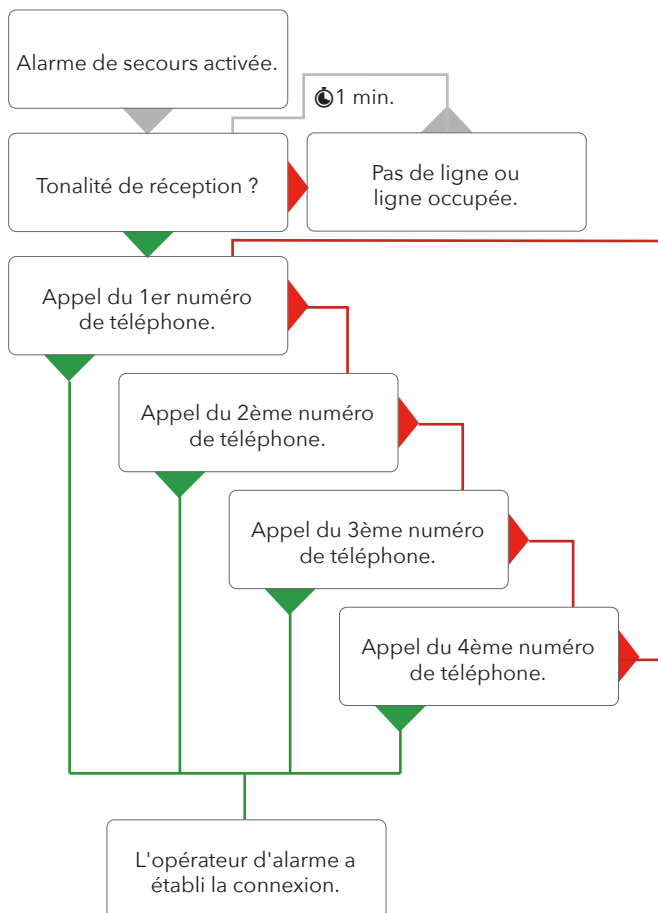 Alarme de secours activée.
1 min.
Tonalité de réception ?
Pas de ligne ou
ligne occupée.
Appel du 1er numéro
de téléphone.
Appel du 2ème numéro
de téléphone.
Appel du 3ème numéro
de téléphone.
Appel du 4ème numéro
de téléphone.
L'opérateur d'alarme a
établi la connexion.